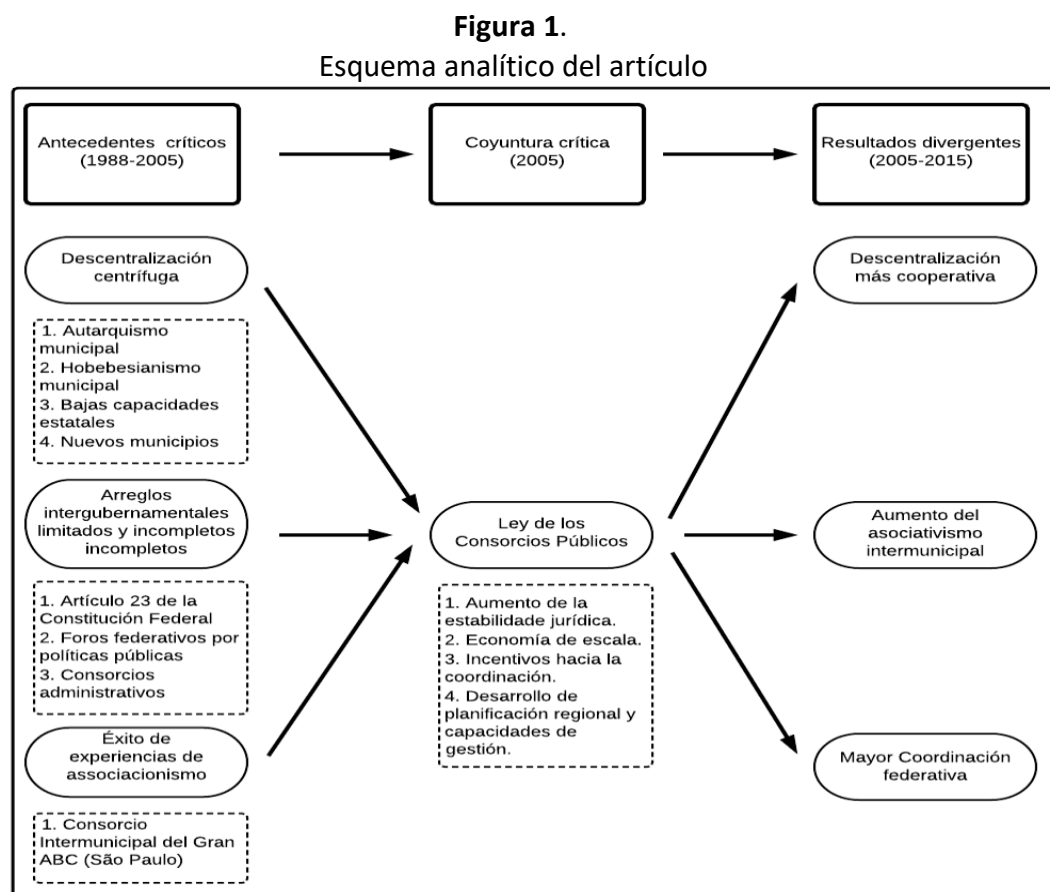 Figura 1.
Esquema analítico del artículo
Antecedentes críticos
(1988-2005)
Coyuntura crítica
(2005)
Resultados divergentes
(2005-2015)
Descentralización
centrífuga
1. Autarquismo
municipal
2. Hobebesianismo
municipal
3. Bajas capacidades
estatales
4. Nuevos municipios
Arreglos
intergubernamentales
limitados y incompletos
incompletos
1. Artículo 23 de la
Constitución Federal
2. Foros federativos por
políticas públicas
3. Consorcios
administrativos
Éxito de
experiencias de
associacionismo
1. Consorcio
Intermunicipal del Gran
ABC (São Paulo)
Ley de los
Consorcios Públicos
1. Aumento de la
estabilidade jurídica.
2. Economía de escala.
3. Incentivos hacia la
coordinación.
4. Desarrollo de
planificación regional y
capacidades de
gestión.
Descentralización
más cooperativa
Aumento del
asociativismo
intermunicipal
Mayor Coordinación
federativa